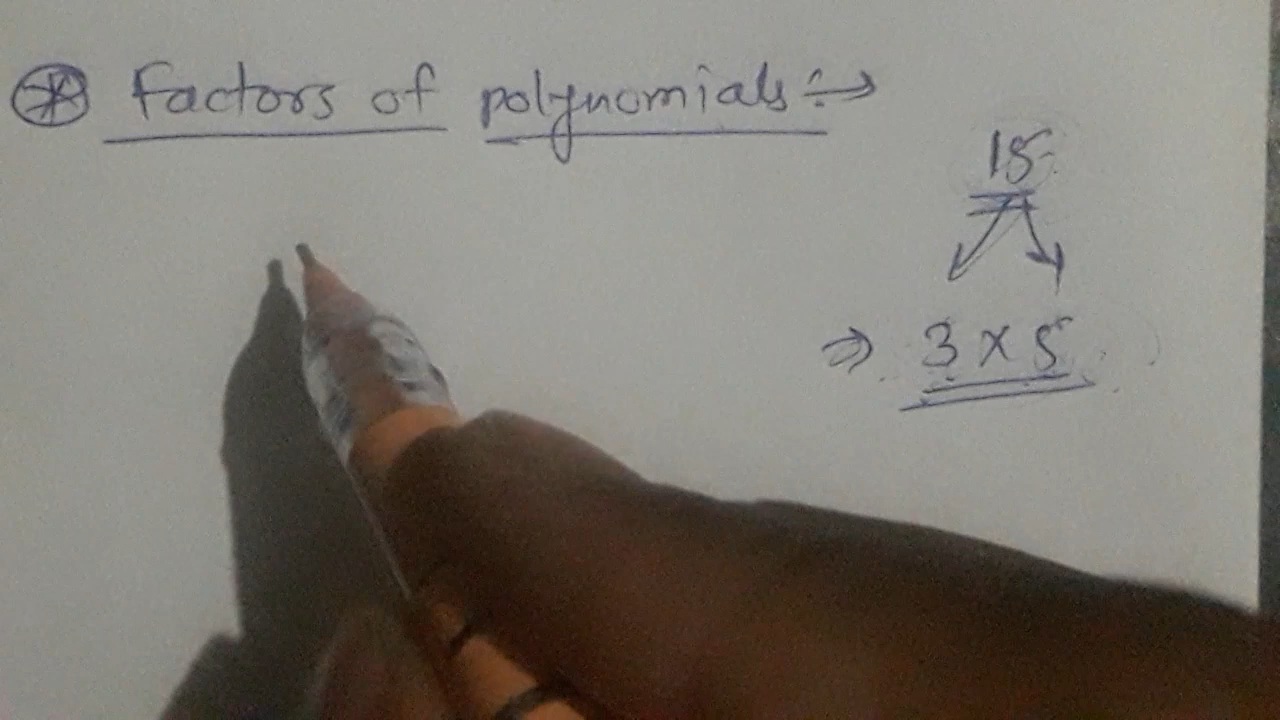 Factors of polynomials :→
15
⇒ 3 × 5